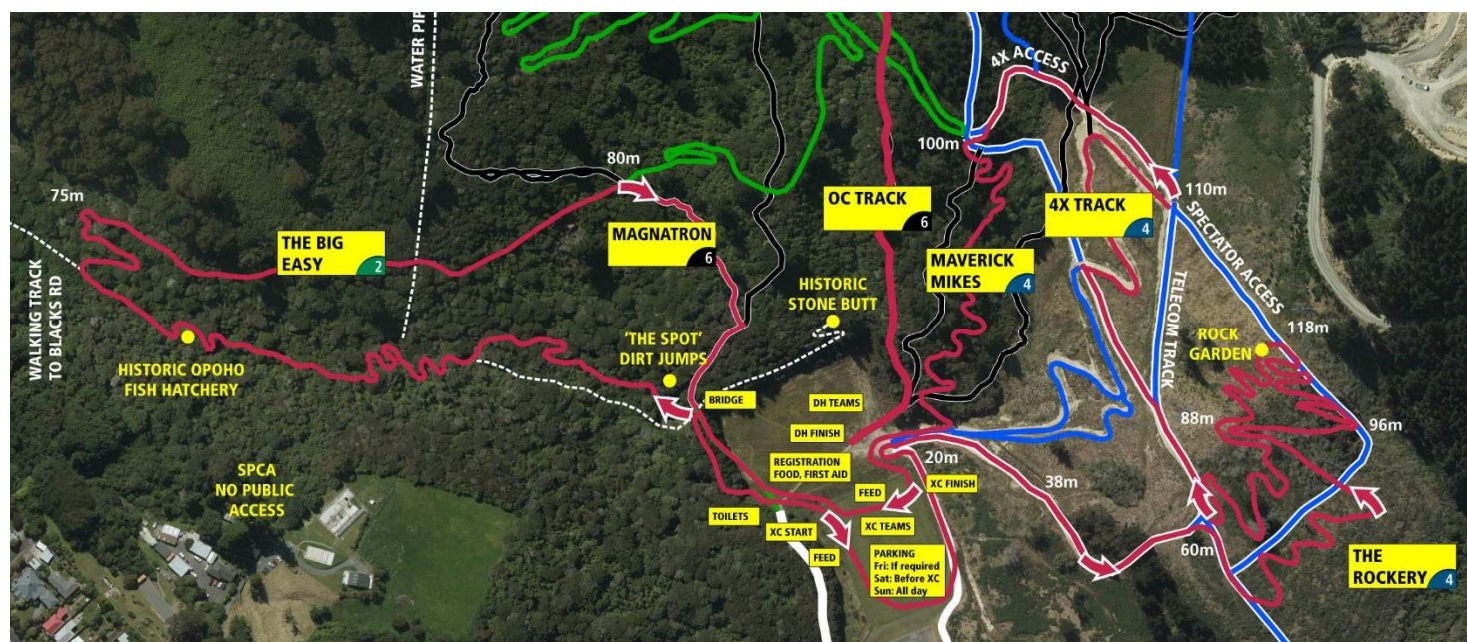 WATER PIP
4X ACCESS
100m
80m
75m
110m
OC TRACK
6
4X TRACK
4
SPECTATOR ACCESS
MAGNATRON
6
THE BIG
EASY
2
MAVERICK
MIKES
4
WALKING TRACK
TO BLACKS RD
HISTORIC
STONE BUTT
TELECOM TRACK
118m
ROCK
GARDEN
HISTORIC OPOHO
FISH HATCHERY
'THE SPOT'
DIRT JUMPS
BRIDGE
DH TEAMS
DH FINISH
88m
96m
REGISTRATION
FOOD, FIRST AID
20m
38m
XC FINISH
FEED
SPCA
NO PUBLIC
ACCESS
TOILETS
XC START
XC TEAMS
FEED
PARKING
Fri: If required
Sat: Before XC
Sun: All day
60m
THE
ROCKERY
4